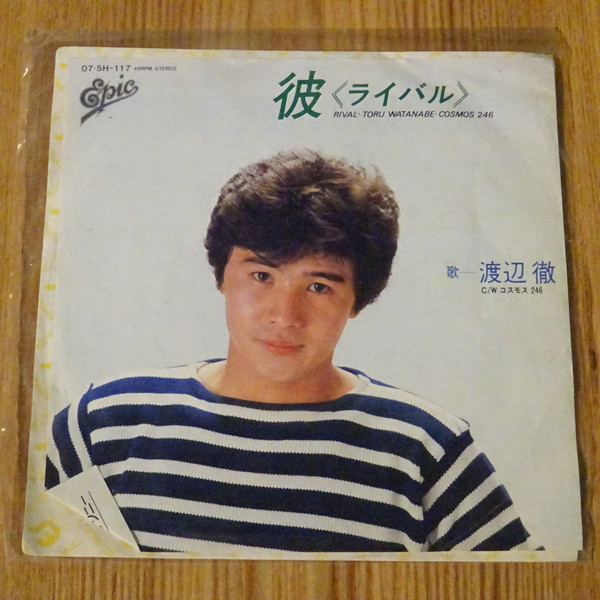 07·5H-117 45RPM STEREO
Epic
彼〈ライバル〉
RIVAL·TORU WATANABE·COSMOS 246
歌—渡辺 徹
C/W コスモス 246